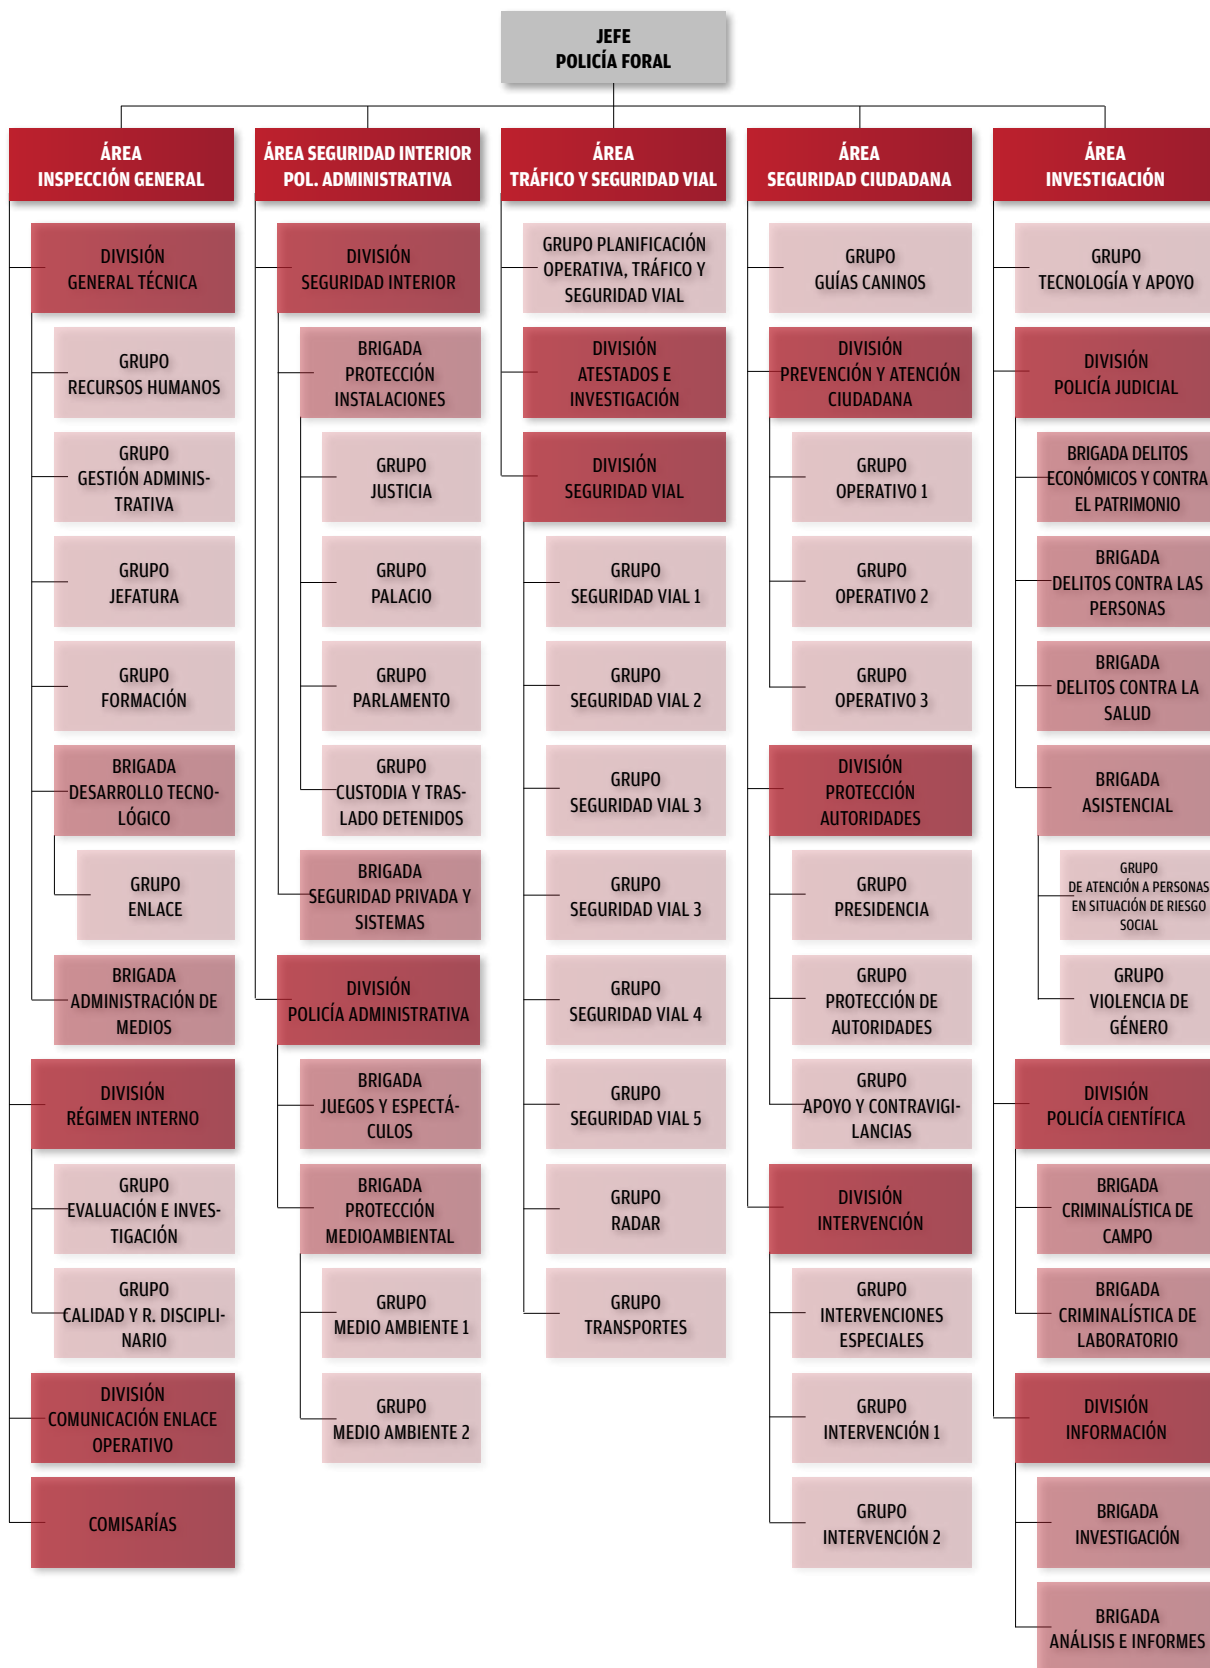 JEFE
POLICÍA FORAL
ÁREA
INSPECCIÓN GENERAL
DIVISIÓN
GENERAL TÉCNICA
GRUPO
RECURSOS HUMANOS
GRUPO
GESTIÓN ADMINIS-
TRATIVA
GRUPO
JEFATURA
GRUPO
FORMACIÓN
BRIGADA
DESARROLLO TECNO-
LÓGICO
GRUPO
ENLACE
BRIGADA
ADMINISTRACIÓN DE
MEDIOS
DIVISIÓN
RÉGIMEN INTERNO
GRUPO
EVALUACIÓN E INVES-
TIGACIÓN
GRUPO
CALIDAD Y R. DISCIPLI-
NARIO
DIVISIÓN
COMUNICACIÓN ENLACE
OPERATIVO
COMISARÍAS
ÁREA SEGURIDAD INTERIOR
POL. ADMINISTRATIVA
DIVISIÓN
SEGURIDAD INTERIOR
BRIGADA
PROTECCIÓN
INSTALACIONES
GRUPO
JUSTICIA
GRUPO
PALACIO
GRUPO
PARLAMENTO
GRUPO
CUSTODIA Y TRAS-
LADO DETENIDOS
BRIGADA
SEGURIDAD PRIVADA Y
SISTEMAS
DIVISIÓN
POLICÍA ADMINISTRATIVA
BRIGADA
JUEGOS Y ESPECTÁ-
CULOS
BRIGADA
PROTECCIÓN
MEDIOAMBIENTAL
GRUPO
MEDIO AMBIENTE 1
GRUPO
MEDIO AMBIENTE 2
ÁREA
TRÁFICO Y SEGURIDAD VIAL
GRUPO PLANIFICACIÓN
OPERATIVA, TRÁFICO Y
SEGURIDAD VIAL
DIVISIÓN
ATESTADOS E
INVESTIGACIÓN
DIVISIÓN
SEGURIDAD VIAL
GRUPO
SEGURIDAD VIAL 1
GRUPO
SEGURIDAD VIAL 2
GRUPO
SEGURIDAD VIAL 3
GRUPO
SEGURIDAD VIAL 3
GRUPO
SEGURIDAD VIAL 4
GRUPO
SEGURIDAD VIAL 5
GRUPO
RADAR
GRUPO
TRANSPORTES
ÁREA
SEGURIDAD CIUDADANA
GRUPO
GUÍAS CANINOS
DIVISIÓN
PREVENCIÓN Y ATENCIÓN
CIUDADANA
GRUPO
OPERATIVO 1
GRUPO
OPERATIVO 2
GRUPO
OPERATIVO 3
DIVISIÓN
PROTECCIÓN
AUTORIDADES
GRUPO
PRESIDENCIA
GRUPO
PROTECCIÓN DE
AUTORIDADES
GRUPO
APOYO Y CONTRAVIGI-
LANCIAS
DIVISIÓN
INTERVENCIÓN
GRUPO
INTERVENCIONES
ESPECIALES
GRUPO
INTERVENCIÓN 1
GRUPO
INTERVENCIÓN 2
ÁREA
INVESTIGACIÓN
GRUPO
TECNOLOGÍA Y APOYO
DIVISIÓN
POLICÍA JUDICIAL
BRIGADA DELITOS
ECONÓMICOS Y CONTRA
EL PATRIMONIO
BRIGADA
DELITOS CONTRA LAS
PERSONAS
BRIGADA
DELITOS CONTRA LA
SALUD
BRIGADA
ASISTENCIAL
GRUPO
DE ATENCIÓN A PERSONAS
EN SITUACIÓN DE RIESGO
SOCIAL
GRUPO
VIOLENCIA DE
GÉNERO
DIVISIÓN
POLICÍA CIENTÍFICA
BRIGADA
CRIMINALÍSTICA DE
CAMPO
BRIGADA
CRIMINALÍSTICA DE
LABORATORIO
DIVISIÓN
INFORMACIÓN
BRIGADA
INVESTIGACIÓN
BRIGADA
ANÁLISIS E INFORMES